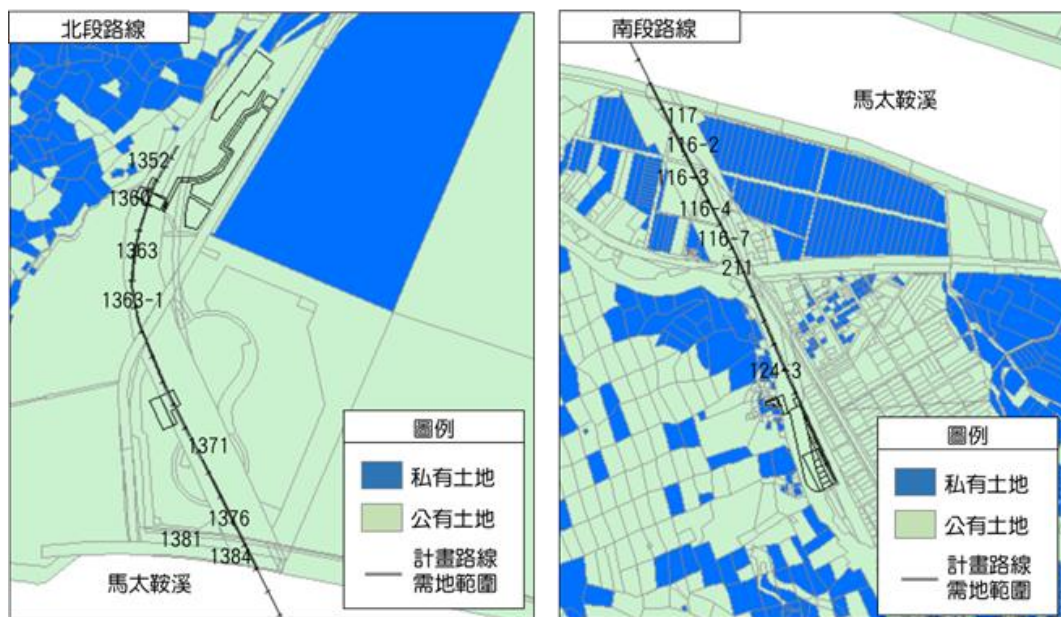 北段路線
1352
1360
1363
1363-1
1371
1376
1381
1384
馬太鞍溪
圖例
私有土地
公有土地
計畫路線
需地範圍
南段路線
馬太鞍溪
117
116-2
116-3
116-4
116-7
211
124-3
圖例
私有土地
公有土地
計畫路線
需地範圍